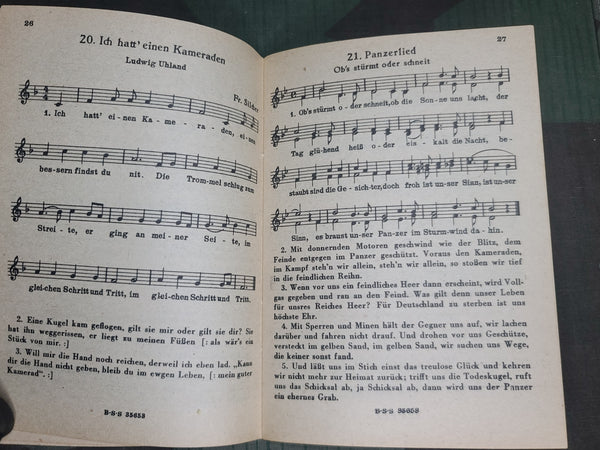 26
20. Ich hatt' einen Kameraden
Ludwig Uhland
Fr. Silcher
1. Ich hatt' ei-nen Ka-me-ra-den, ei-nen
bes-sern findst du nit. Die Trom-mel schlug zum
Strei-te, er ging an mei-ner Sei-te, im
glei-chen Schritt und Tritt, im glei-chen Schritt und Tritt.
2. Eine Kugel kam geflogen, gilt sie mir oder gilt sie dir? Sie
hat ihn weggerissen, er liegt zu meinen Füßen [: als wär's ein
Stück von mir. :]
3. Will mir die Hand noch reichen, derweil ich eben lad. „Kann
dir die Hand nicht geben, bleib du im ewgen Leben, [: mein guter
Kamerad“. :]
B·S·S 35653
27
21. Panzerlied
Ob's stürmt oder schneit
1. Ob's stürmt o-der schneit, ob die Son-ne uns lacht, der
Tag glü-hend heiß o-der eis-kalt die Nacht, be-
staubt sind die Ge-sich-ter, doch froh ist un-ser Sinn, ist un-ser
Sinn, es braust un-ser Pan-zer im Sturm-wind da-hin.
2. Mit donnernden Motoren geschwind wie der Blitz, dem
Feinde entgegen im Panzer geschützt. Voraus den Kameraden,
im Kampf steh'n wir allein, steh'n wir allein, so stoßen wir tief
in die feindlichen Reihn.
3. Wenn vor uns ein feindliches Heer dann erscheint, wird Voll-
gas gegeben und ran an den Feind. Was gilt denn unser Leben
für unsres Reiches Heer? Für Deutschland zu sterben ist uns
höchste Ehr.
4. Mit Sperren und Minen hält der Gegner uns auf, wir lachen
darüber und fahren nicht drauf. Und drohen vor uns Geschütze,
versteckt im gelben Sand, im gelben Sand, wir suchen uns Wege,
die keiner sonst fand.
5. Und läßt uns im Stich einst das treulose Glück und kehren
wir nicht mehr zur Heimat zurück; trifft uns die Todeskugel, ruft
uns das Schicksal ab, ja Schicksal ab, dann wird uns der Panzer
ein ehernes Grab.
B·S·S 35653